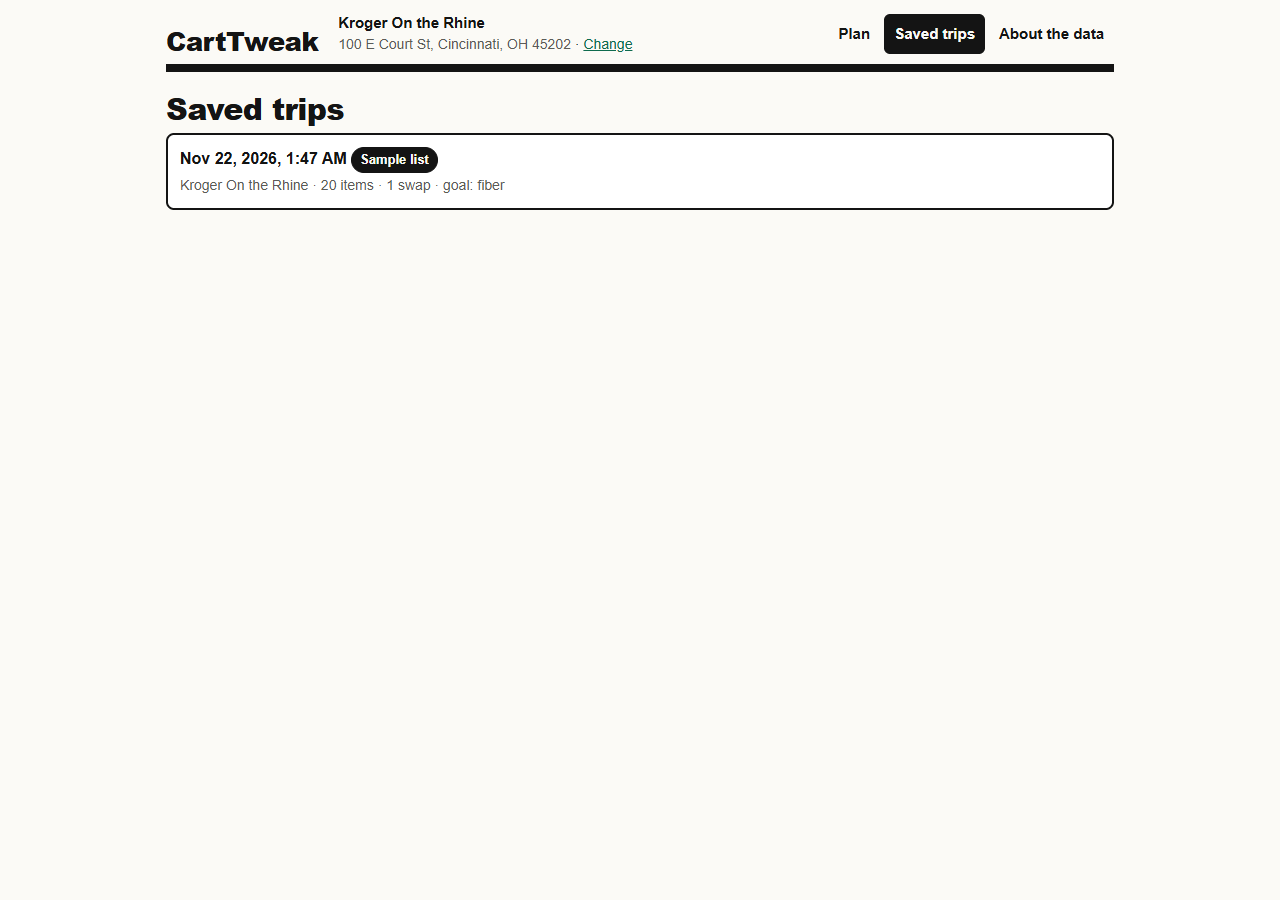 CartTweak
Kroger On the Rhine
100 E Court St, Cincinnati, OH 45202 · Change
Plan
Saved trips
About the data
Saved trips
Nov 22, 2026, 1:47 AM Sample list
Kroger On the Rhine · 20 items · 1 swap · goal: fiber